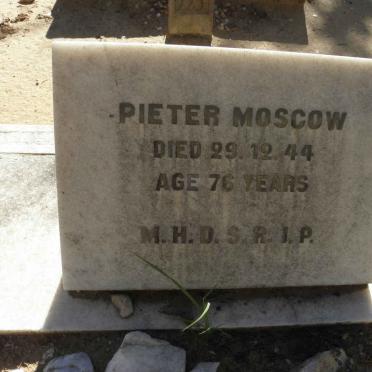 PIETER MOSCOW
DIED 29.12.44
AGE 76 YEARS
M.H.D.S.R.I.P.